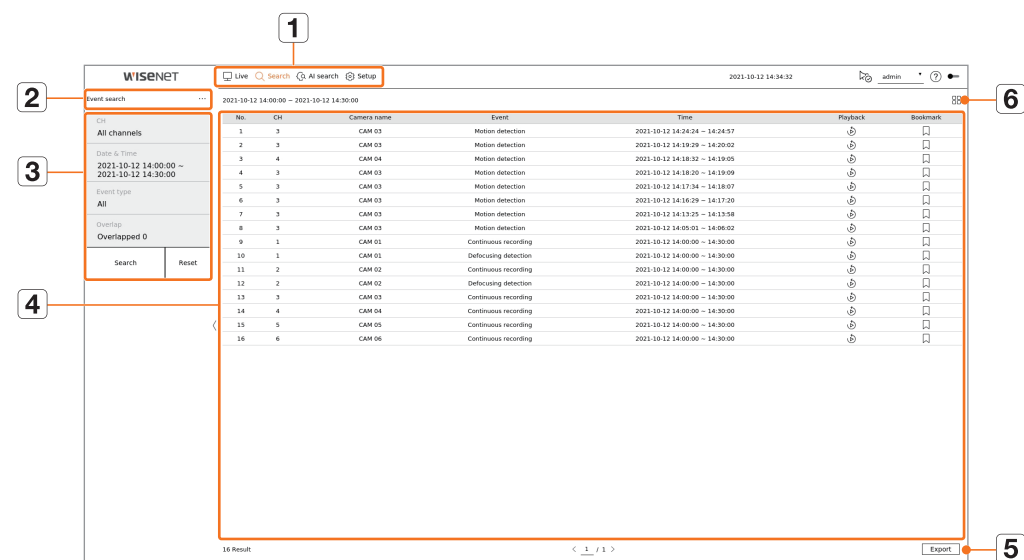 1
WISENET Live Search AI search Setup 2021-10-12 14:34:32 admin ?
2 Event search ... 2021-10-12 14:00:00 ~ 2021-10-12 14:30:00 6
CH
All channels
3
Date & Time
2021-10-12 14:00:00 ~
2021-10-12 14:30:00
Event type
All
Overlap
Overlapped 0
Search Reset
4
No. CH Camera name Event Time Playback Bookmark
1 3 CAM 03 Motion detection 2021-10-12 14:24:24 ~ 14:24:57
2 3 CAM 03 Motion detection 2021-10-12 14:19:29 ~ 14:20:02
3 4 CAM 04 Motion detection 2021-10-12 14:18:32 ~ 14:19:05
4 3 CAM 03 Motion detection 2021-10-12 14:18:20 ~ 14:19:09
5 3 CAM 03 Motion detection 2021-10-12 14:17:34 ~ 14:18:07
6 3 CAM 03 Motion detection 2021-10-12 14:16:29 ~ 14:17:20
7 3 CAM 03 Motion detection 2021-10-12 14:13:25 ~ 14:13:58
8 3 CAM 03 Motion detection 2021-10-12 14:05:01 ~ 14:06:02
9 1 CAM 01 Continuous recording 2021-10-12 14:00:00 ~ 14:30:00
10 1 CAM 01 Defocusing detection 2021-10-12 14:00:00 ~ 14:30:00
11 2 CAM 02 Continuous recording 2021-10-12 14:00:00 ~ 14:30:00
12 2 CAM 02 Defocusing detection 2021-10-12 14:00:00 ~ 14:30:00
13 3 CAM 03 Continuous recording 2021-10-12 14:00:00 ~ 14:30:00
14 4 CAM 04 Continuous recording 2021-10-12 14:00:00 ~ 14:30:00
15 5 CAM 05 Continuous recording 2021-10-12 14:00:00 ~ 14:30:00
16 6 CAM 06 Continuous recording 2021-10-12 14:00:00 ~ 14:30:00
16 Result < 1 / 1 > Export 5